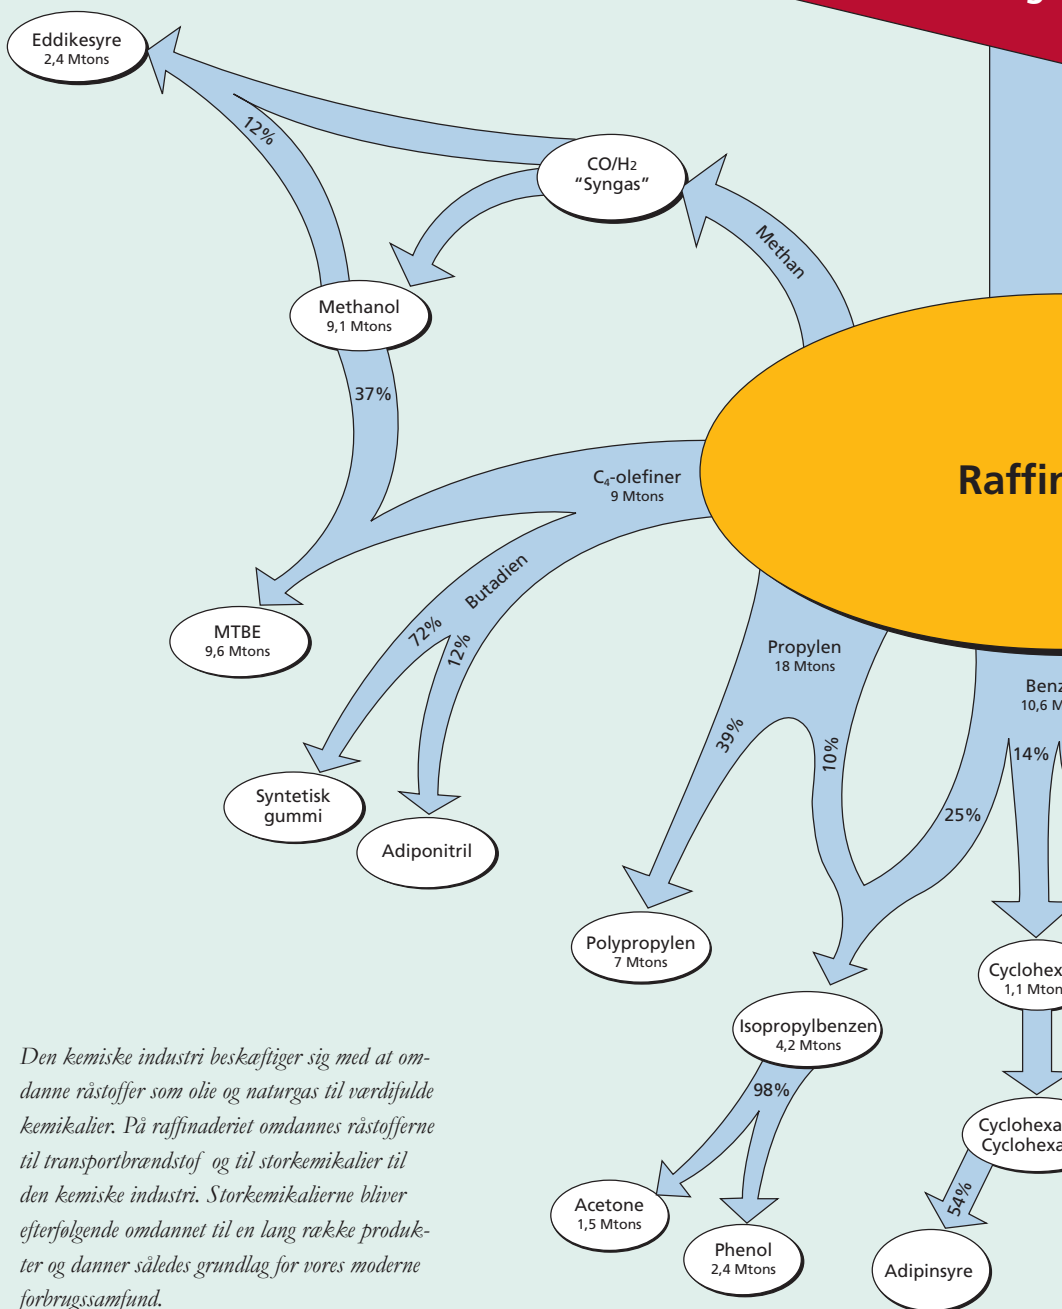 Eddikesyre
2,4 Mtons
12%
CO/H2
“Syngas”
Methan
Methanol
9,1 Mtons
37%
C4-olefiner
9 Mtons
Butadien
72%
12%
MTBE
9,6 Mtons
Syntetisk
gummi
Adiponitril
Propylen
18 Mtons
39%
10%
25%
14%
10,6 M
Polypropylen
7 Mtons
Isopropylbenzen
4,2 Mtons
98%
Acetone
1,5 Mtons
Phenol
2,4 Mtons
Cyclohex
1,1 Mton
Cyclohexa
Cyclohexa
54%
Adipinsyre
Raffin
Benz
Den kemiske industri beskæftiger sig med at om-
danne råstoffer som olie og naturgas til værdifulde
kemikalier. På raffinaderiet omdannes råstofferne
til transportbrændstof og til storkemikalier til
den kemiske industri. Storkemikalierne bliver
efterfølgende omdannet til en lang række produk-
ter og danner således grundlag for vores moderne
forbrugssamfund.